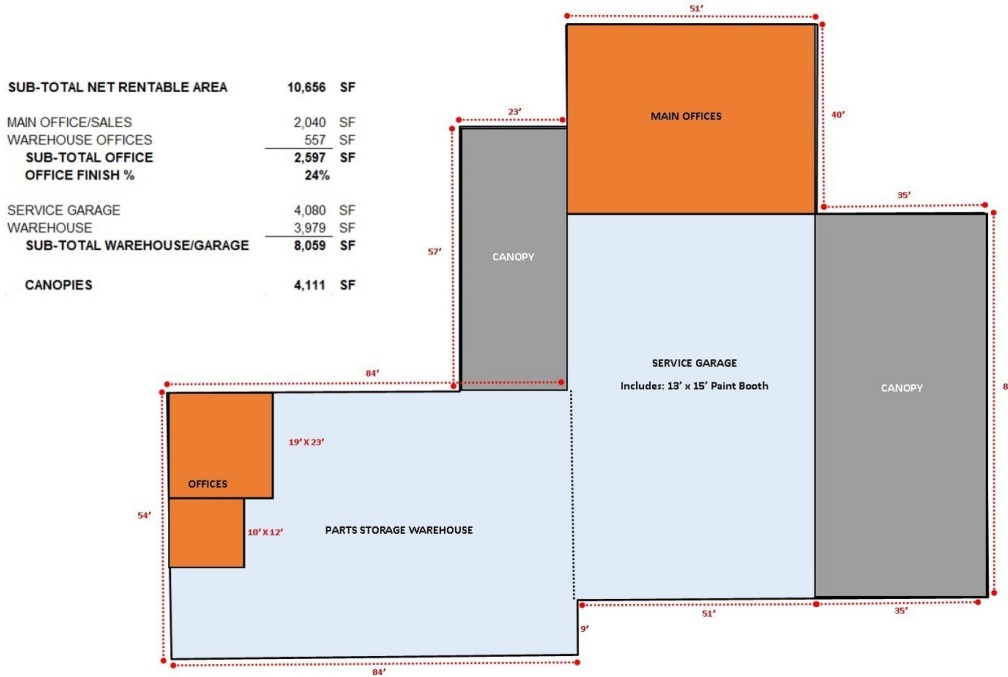 SUB-TOTAL NET RENTABLE AREA 10,656 SF
MAIN OFFICE/SALES 2,040 SF
WAREHOUSE OFFICES 557 SF
SUB-TOTAL OFFICE 2,597 SF
OFFICE FINISH % 24%
SERVICE GARAGE 4,080 SF
WAREHOUSE 3,979 SF
SUB-TOTAL WAREHOUSE/GARAGE 8,059 SF
CANOPIES 4,111 SF
51'
MAIN OFFICES
40'
23'
35'
57'
CANOPY
SERVICE GARAGE
Includes: 13' x 15' Paint Booth
CANOPY
8
84'
19' X 23'
OFFICES
54'
10' X 12'
PARTS STORAGE WAREHOUSE
51'
35'
9'
84'